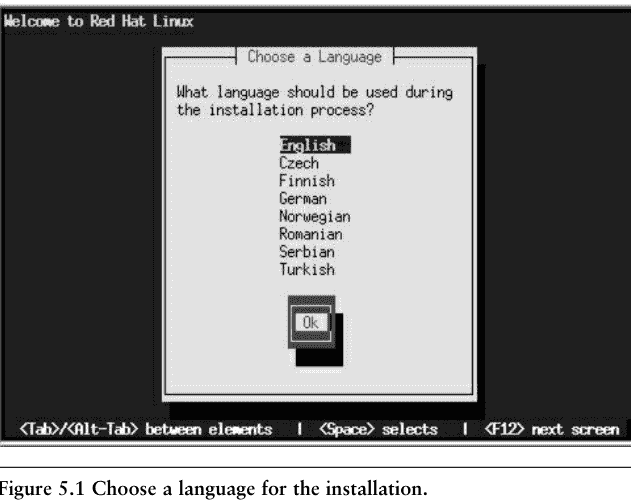 Welcome to Red Hat Linux
Choose a Language
What language should be used during
the installation process?
English
Czech
Finnish
German
Norwegian
Romanian
Serbian
Turkish
Ok
<Tab>/<Alt-Tab> between elements | <Space> selects | <F12> next screen
Figure 5.1 Choose a language for the installation.